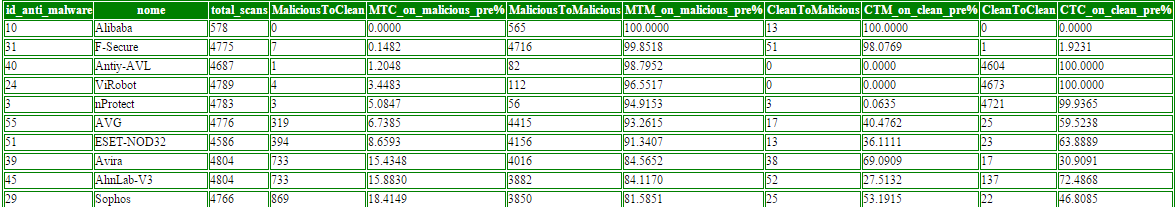 id_anti_malware nome total_scans MaliciousToClean MTC_on_malicious_pre% MaliciousToMalicious MTM_on_malicious_pre% CleanToMalicious CTM_on_clean_pre% CleanToClean CTC_on_clean_pre%
10 Alibaba 578 0 0.0000 565 100.0000 13 100.0000 0 0.0000
31 F-Secure 4775 7 0.1482 4716 99.8518 51 98.0769 1 1.9231
40 Antiy-AVL 4687 1 1.2048 82 98.7952 0 0.0000 4604 100.0000
24 ViRobot 4789 4 3.4483 112 96.5517 0 0.0000 4673 100.0000
3 nProtect 4783 3 5.0847 56 94.9153 3 0.0635 4721 99.9365
55 AVG 4776 319 6.7385 4415 93.2615 17 40.4762 25 59.5238
51 ESET-NOD32 4586 394 8.6593 4156 91.3407 13 36.1111 23 63.8889
39 Avira 4804 733 15.4348 4016 84.5652 38 69.0909 17 30.9091
45 AhnLab-V3 4804 733 15.8830 3882 84.1170 52 27.5132 137 72.4868
29 Sophos 4766 869 18.4149 3850 81.5851 25 53.1915 22 46.8085